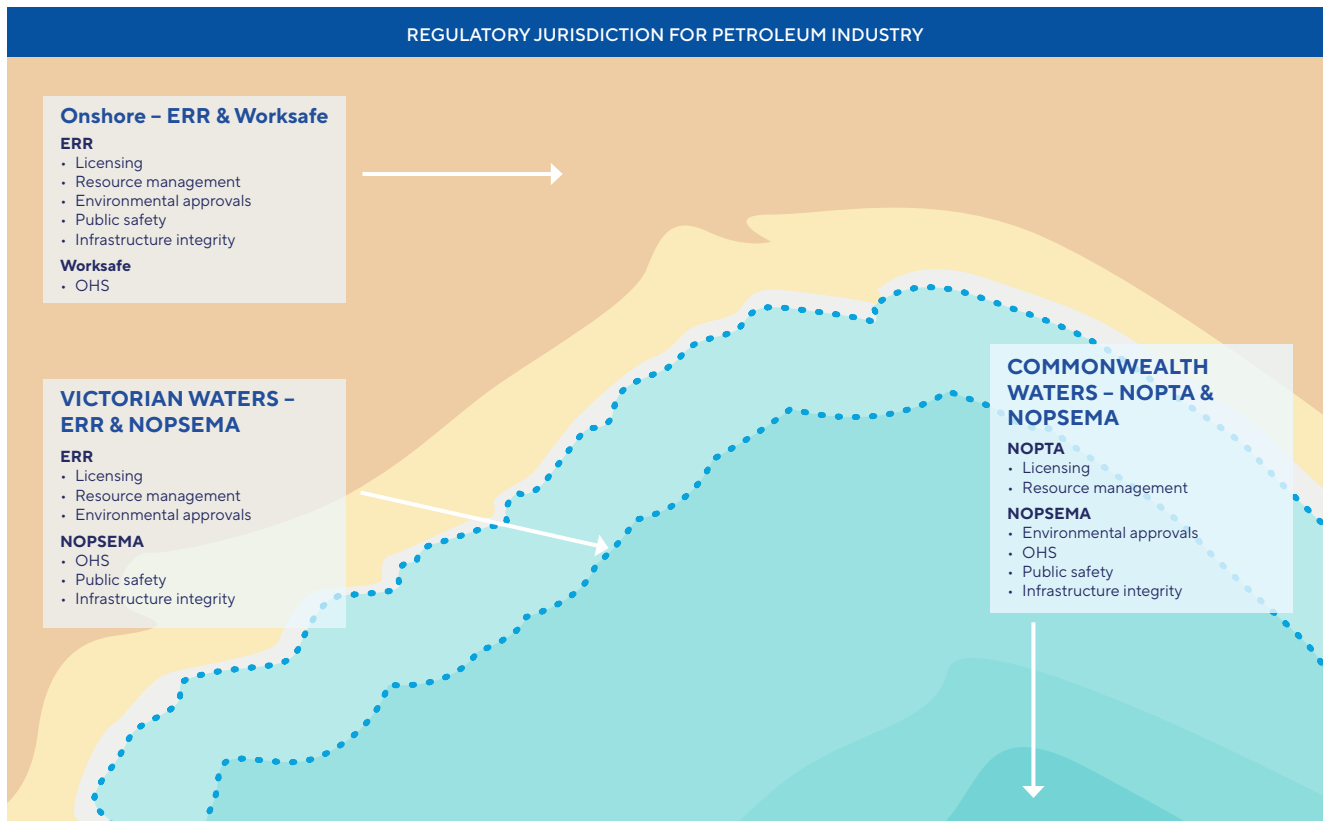 REGULATORY JURISDICTION FOR PETROLEUM INDUSTRY
Onshore – ERR & Worksafe
ERR
• Licensing
• Resource management
• Environmental approvals
• Public safety
• Infrastructure integrity
Worksafe
• OHS
VICTORIAN WATERS –
ERR & NOPSEMA
ERR
• Licensing
• Resource management
• Environmental approvals
NOPSEMA
• OHS
• Public safety
• Infrastructure integrity
COMMONWEALTH
WATERS – NOPTA &
NOPSEMA
NOPTA
• Licensing
• Resource management
NOPSEMA
• Environmental approvals
• OHS
• Public safety
• Infrastructure integrity